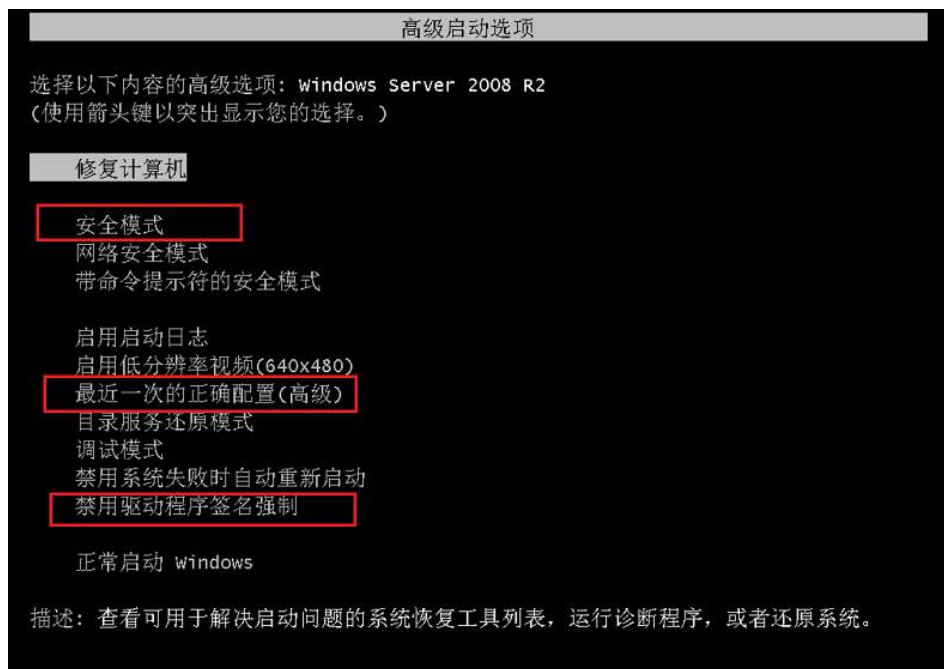 高级启动选项
选择以下内容的高级选项: Windows Server 2008 R2
(使用箭头键以突出显示您的选择。)
修复计算机
安全模式
网络安全模式
带命令提示符的安全模式
启用启动日志
启用低分辨率视频(640x480)
最近一次的正确配置(高级)
目录服务还原模式
调试模式
禁用系统失败时自动重新启动
禁用驱动程序签名强制
正常启动 Windows
描述: 查看可用于解决启动问题的系统恢复工具列表，运行诊断程序，或者还原系统。